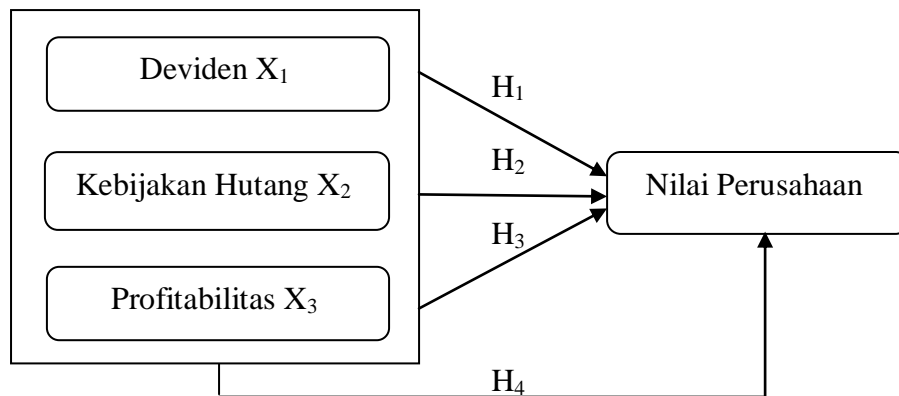 Deviden X₁
H₁
Kebijakan Hutang X₂
H₂
Nilai Perusahaan
H₃
Profitabilitas X₃
H₄